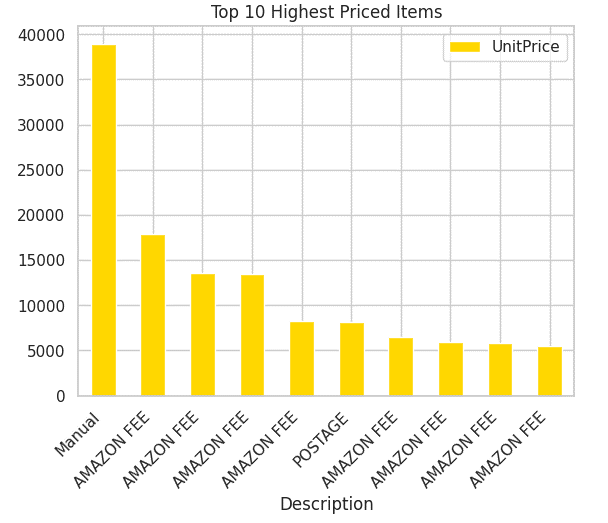 Top 10 Highest Priced Items
UnitPrice
40000
35000
30000
25000
20000
15000
10000
5000
0
Manual
AMAZON FEE
AMAZON FEE
AMAZON FEE
AMAZON FEE
POSTAGE
AMAZON FEE
AMAZON FEE
AMAZON FEE
AMAZON FEE
Description